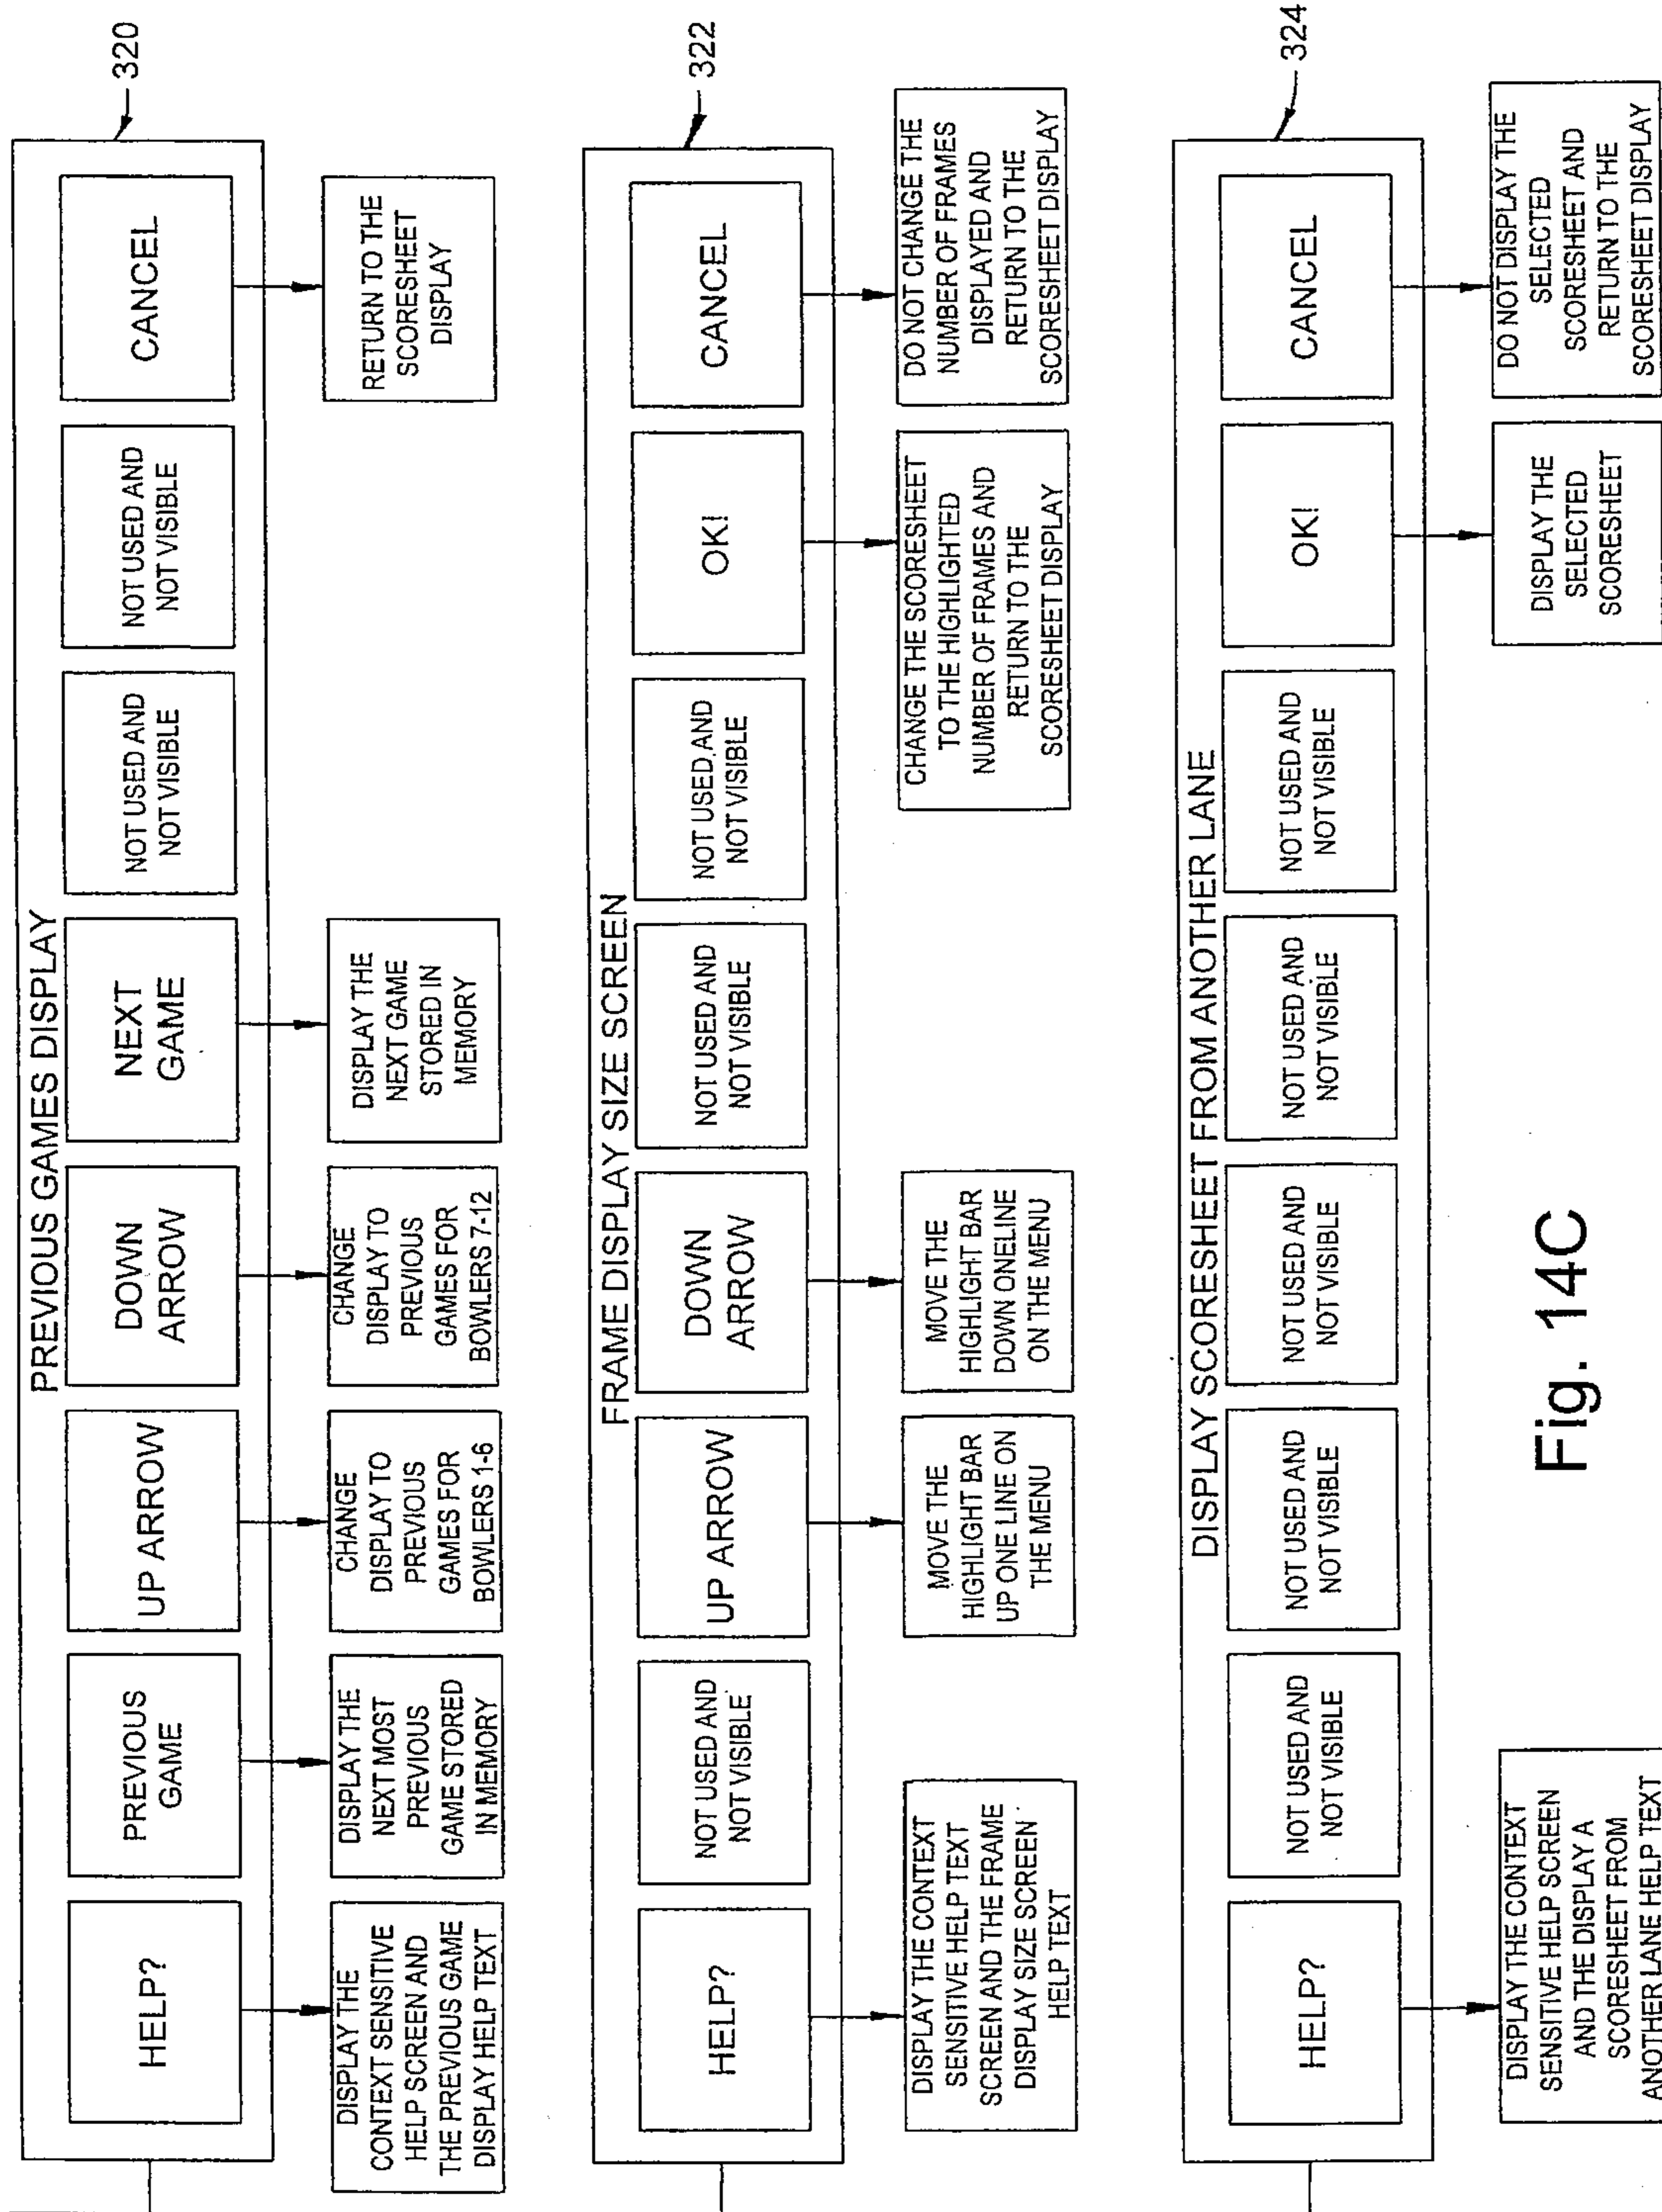 PREVIOUS GAMES DISPLAY
320
HELP?
PREVIOUS
GAME
UP ARROW
DOWN
ARROW
NEXT
GAME
NOT USED AND
NOT VISIBLE
NOT USED AND
NOT VISIBLE
CANCEL
DISPLAY THE
CONTEXT SENSITIVE
HELP SCREEN AND
THE PREVIOUS GAME
DISPLAY HELP TEXT
DISPLAY THE
NEXT MOST
PREVIOUS
GAME STORED
IN MEMORY
CHANGE
DISPLAY TO
PREVIOUS
GAMES FOR
BOWLERS 1-6
CHANGE
DISPLAY TO
PREVIOUS
GAMES FOR
BOWLERS 7-12
DISPLAY THE
NEXT GAME
STORED IN
MEMORY
RETURN TO THE
SCORESHEET
DISPLAY
FRAME DISPLAY SIZE SCREEN
322
HELP?
NOT USED AND
NOT VISIBLE
UP ARROW
DOWN
ARROW
NOT USED AND
NOT VISIBLE
NOT USED AND
NOT VISIBLE
OK!
CANCEL
DISPLAY THE CONTEXT
SENSITIVE HELP TEXT
SCREEN AND THE FRAME
DISPLAY SIZE SCREEN
HELP TEXT
MOVE THE
HIGHLIGHT BAR
UP ONE LINE ON
THE MENU
MOVE THE
HIGHLIGHT BAR
DOWN ONELINE
ON THE MENU
CHANGE THE SCORESHEET
TO THE HIGHLIGHTED
NUMBER OF FRAMES AND
RETURN TO THE
SCORESHEET DISPLAY
DO NOT CHANGE THE
NUMBER OF FRAMES
DISPLAYED AND
RETURN TO THE
SCORESHEET DISPLAY
DISPLAY SCORESHEET FROM ANOTHER LANE
324
HELP?
NOT USED AND
NOT VISIBLE
NOT USED AND
NOT VISIBLE
NOT USED AND
NOT VISIBLE
NOT USED AND
NOT VISIBLE
NOT USED AND
NOT VISIBLE
OK!
CANCEL
DISPLAY THE CONTEXT
SENSITIVE HELP SCREEN
AND THE DISPLAY A
SCORESHEET FROM
ANOTHER LANE HELP TEXT
DISPLAY THE
SELECTED
SCORESHEET
DO NOT DISPLAY THE
SELECTED
SCORESHEET AND
RETURN TO THE
SCORESHEET DISPLAY
Fig. 14C